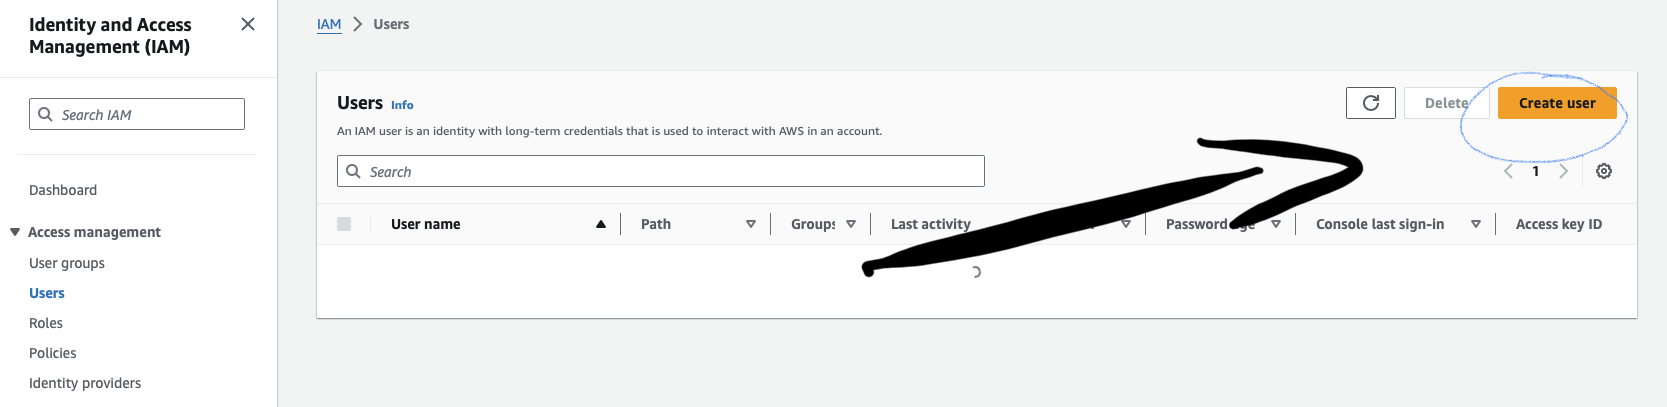 Identity and Access
Management (IAM)
Search IAM
Dashboard
Access management
User groups
Users
Roles
Policies
Identity providers
IAM > Users
Users Info
Delete
Create user
An IAM user is an identity with long-term credentials that is used to interact with AWS in an account.
Search
1
User name
Path
Groups
Last activity
Password
Console last sign-in
Access key ID